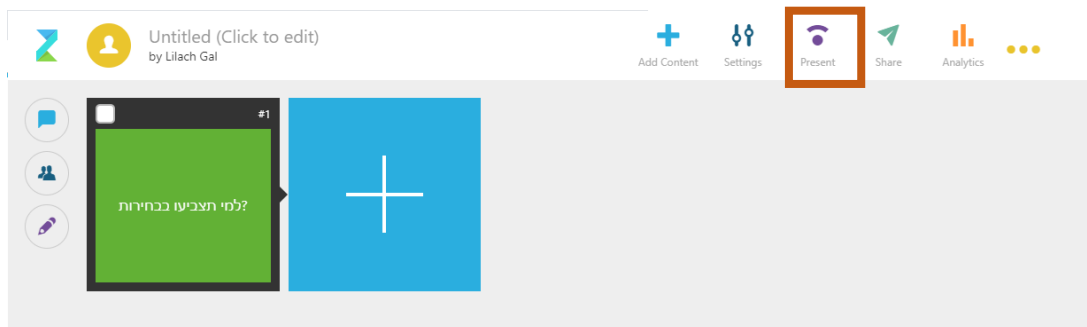 Untitled (Click to edit)
by Lilach Gal
Add Content
Settings
Present
Share
Analytics
#1
למי תצביעו בבחירות?